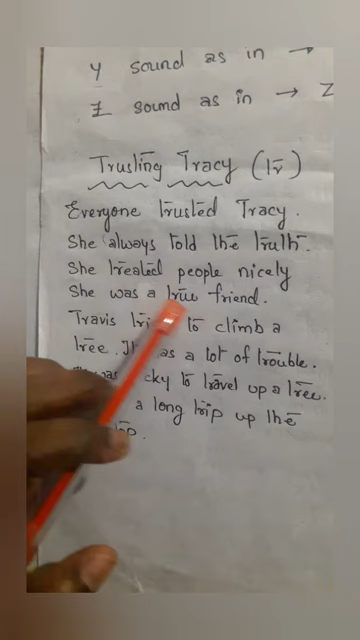 Y sound as in →
Z sound as in → Z
Trusting Tracy (tr)
Everyone trusted Tracy.
She always told the truth.
She treated people nicely
She was a true friend.
Travis to climb a
tree. as a lot of trouble.
to travel up a tree.
a long trip up the